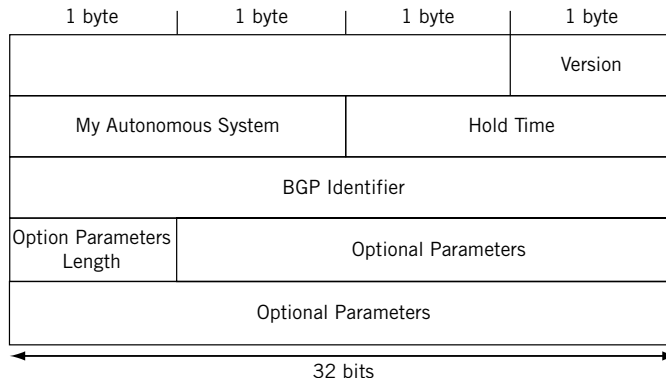 1 byte 1 byte 1 byte 1 byte
Version
My Autonomous System Hold Time
BGP Identifier
Option Parameters
Length
Optional Parameters
Optional Parameters
32 bits